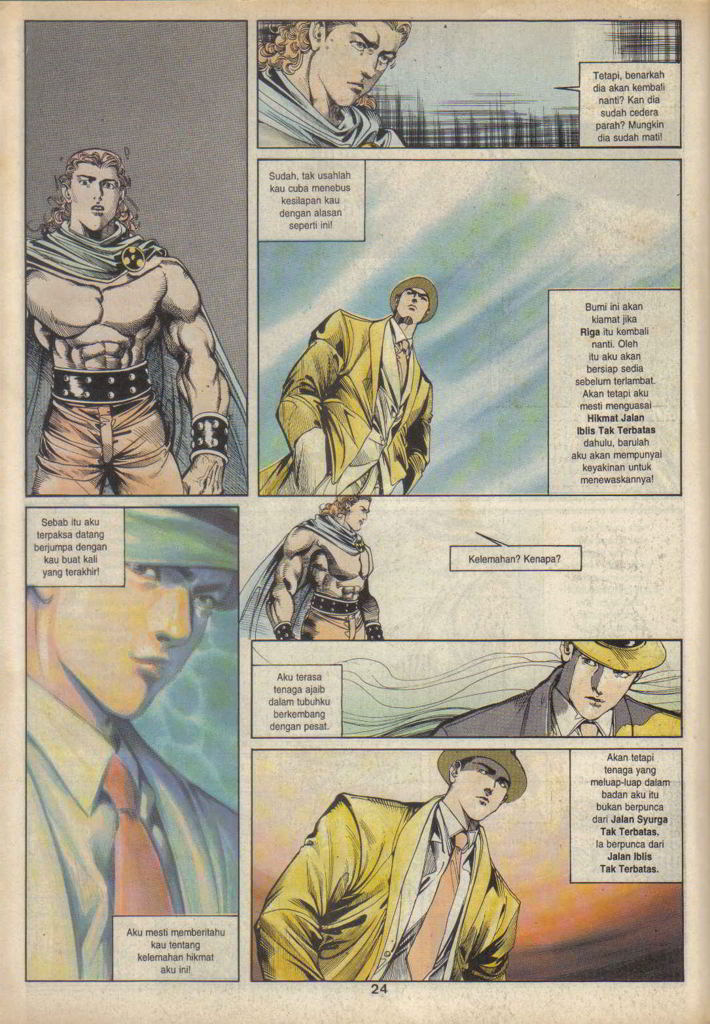 Tetapi, benarkah
dia akan kembali
nanti? Kan dia
sudah cedera
parah? Mungkin
dia sudah mati!
Sudah, tak usahlah
kau cuba menebus
kesilapan kau
dengan alasan
seperti ini!
Bumi ini akan
kiamat jika
Riga itu kembali
nanti. Oleh
itu aku akan
bersiap sedia
sebelum terlambat.
Akan tetapi aku
mesti menguasai
Hikmat Jalan
Iblis Tak Terbatas
dahulu, barulah
aku akan mempunyai
keyakinan untuk
menewaskannya!
Sebab itu aku
terpaksa datang
berjumpa dengan
kau buat kali
yang terakhir!
Aku mesti memberitahu
kau tentang
kelemahan hikmat
aku ini!
Kelemahan? Kenapa?
Aku terasa
tenaga ajaib
dalam tubuhku
berkembang
dengan pesat.
Akan tetapi
tenaga yang
meluap-luap dalam
badan aku itu
bukan berpunca
dari Jalan Syurga
Tak Terbatas.
Ia berpunca dari
Jalan Iblis
Tak Terbatas.
24